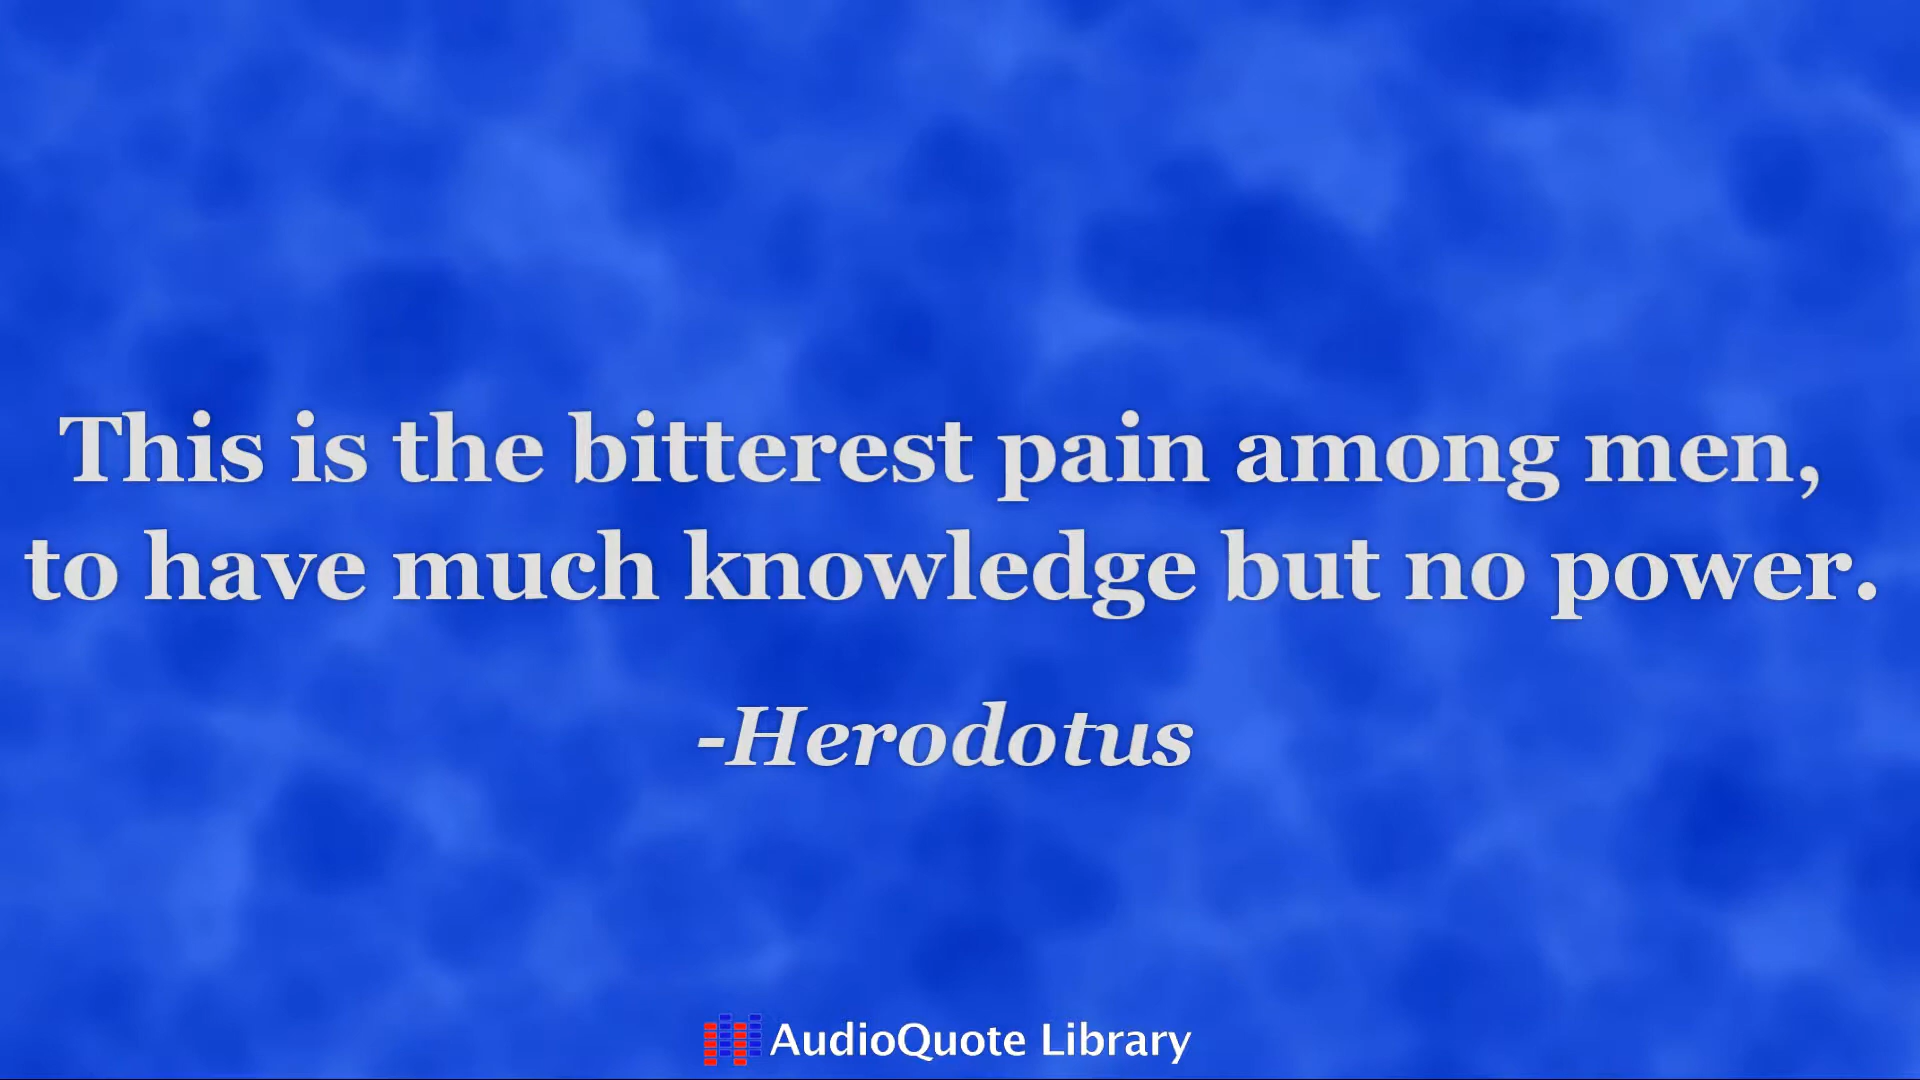 This is the bitterest pain among men,
to have much knowledge but no power.
-Herodotus
AudioQuote Library